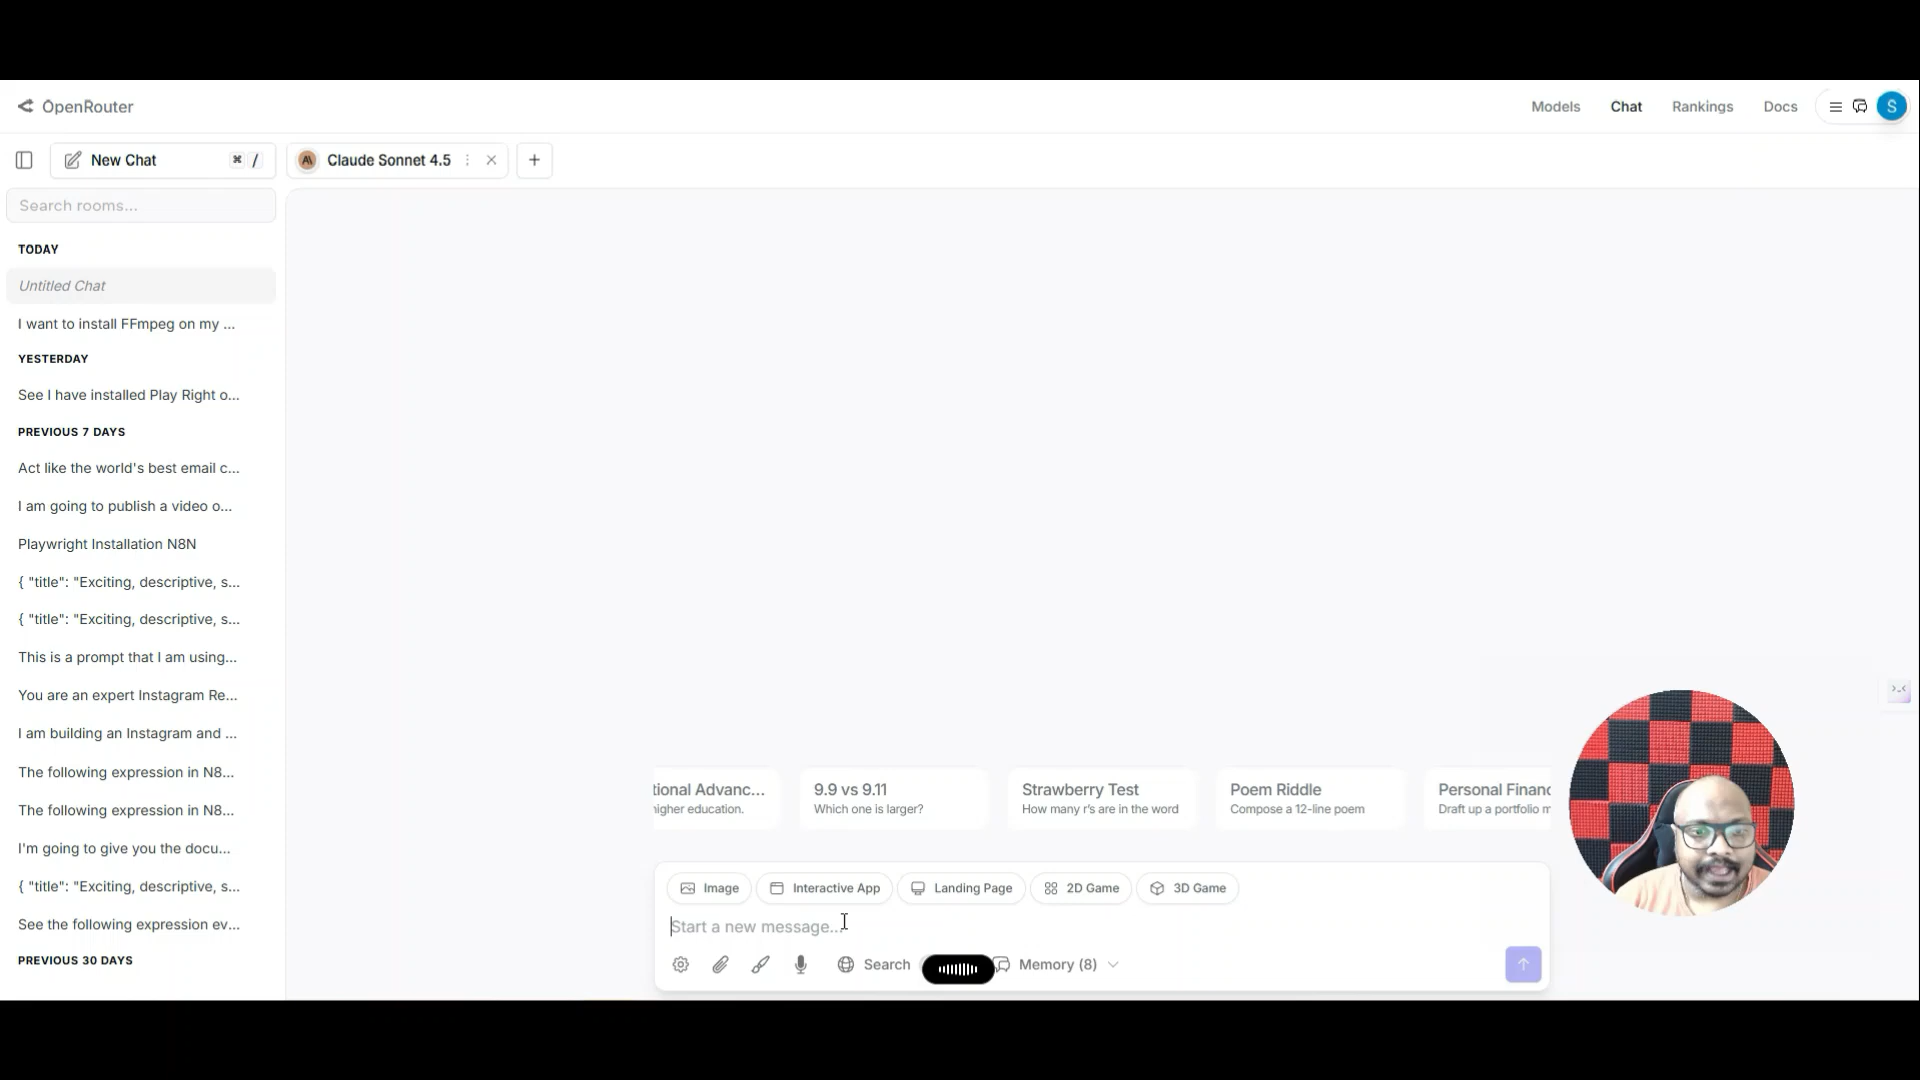 OpenRouter
Models
Chat
Rankings
Docs
S
New Chat
⌘ /
Claude Sonnet 4.5
Search rooms...
TODAY
Untitled Chat
I want to install FFmpeg on my ...
YESTERDAY
See I have installed Play Right o...
PREVIOUS 7 DAYS
Act like the world's best email c...
I am going to publish a video o...
Playwright Installation N8N
{ "title": "Exciting, descriptive, s...
{ "title": "Exciting, descriptive, s...
This is a prompt that I am using...
You are an expert Instagram Re...
I am building an Instagram and ...
The following expression in N8...
The following expression in N8...
I'm going to give you the docu...
{ "title": "Exciting, descriptive, s...
See the following expression ev...
PREVIOUS 30 DAYS
tional Advanc...
higher education.
9.9 vs 9.11
Which one is larger?
Strawberry Test
How many r's are in the word
Poem Riddle
Compose a 12-line poem
Personal Financ
Draft up a portfolio m
Image
Interactive App
Landing Page
2D Game
3D Game
Start a new message...
Search
Memory (8)